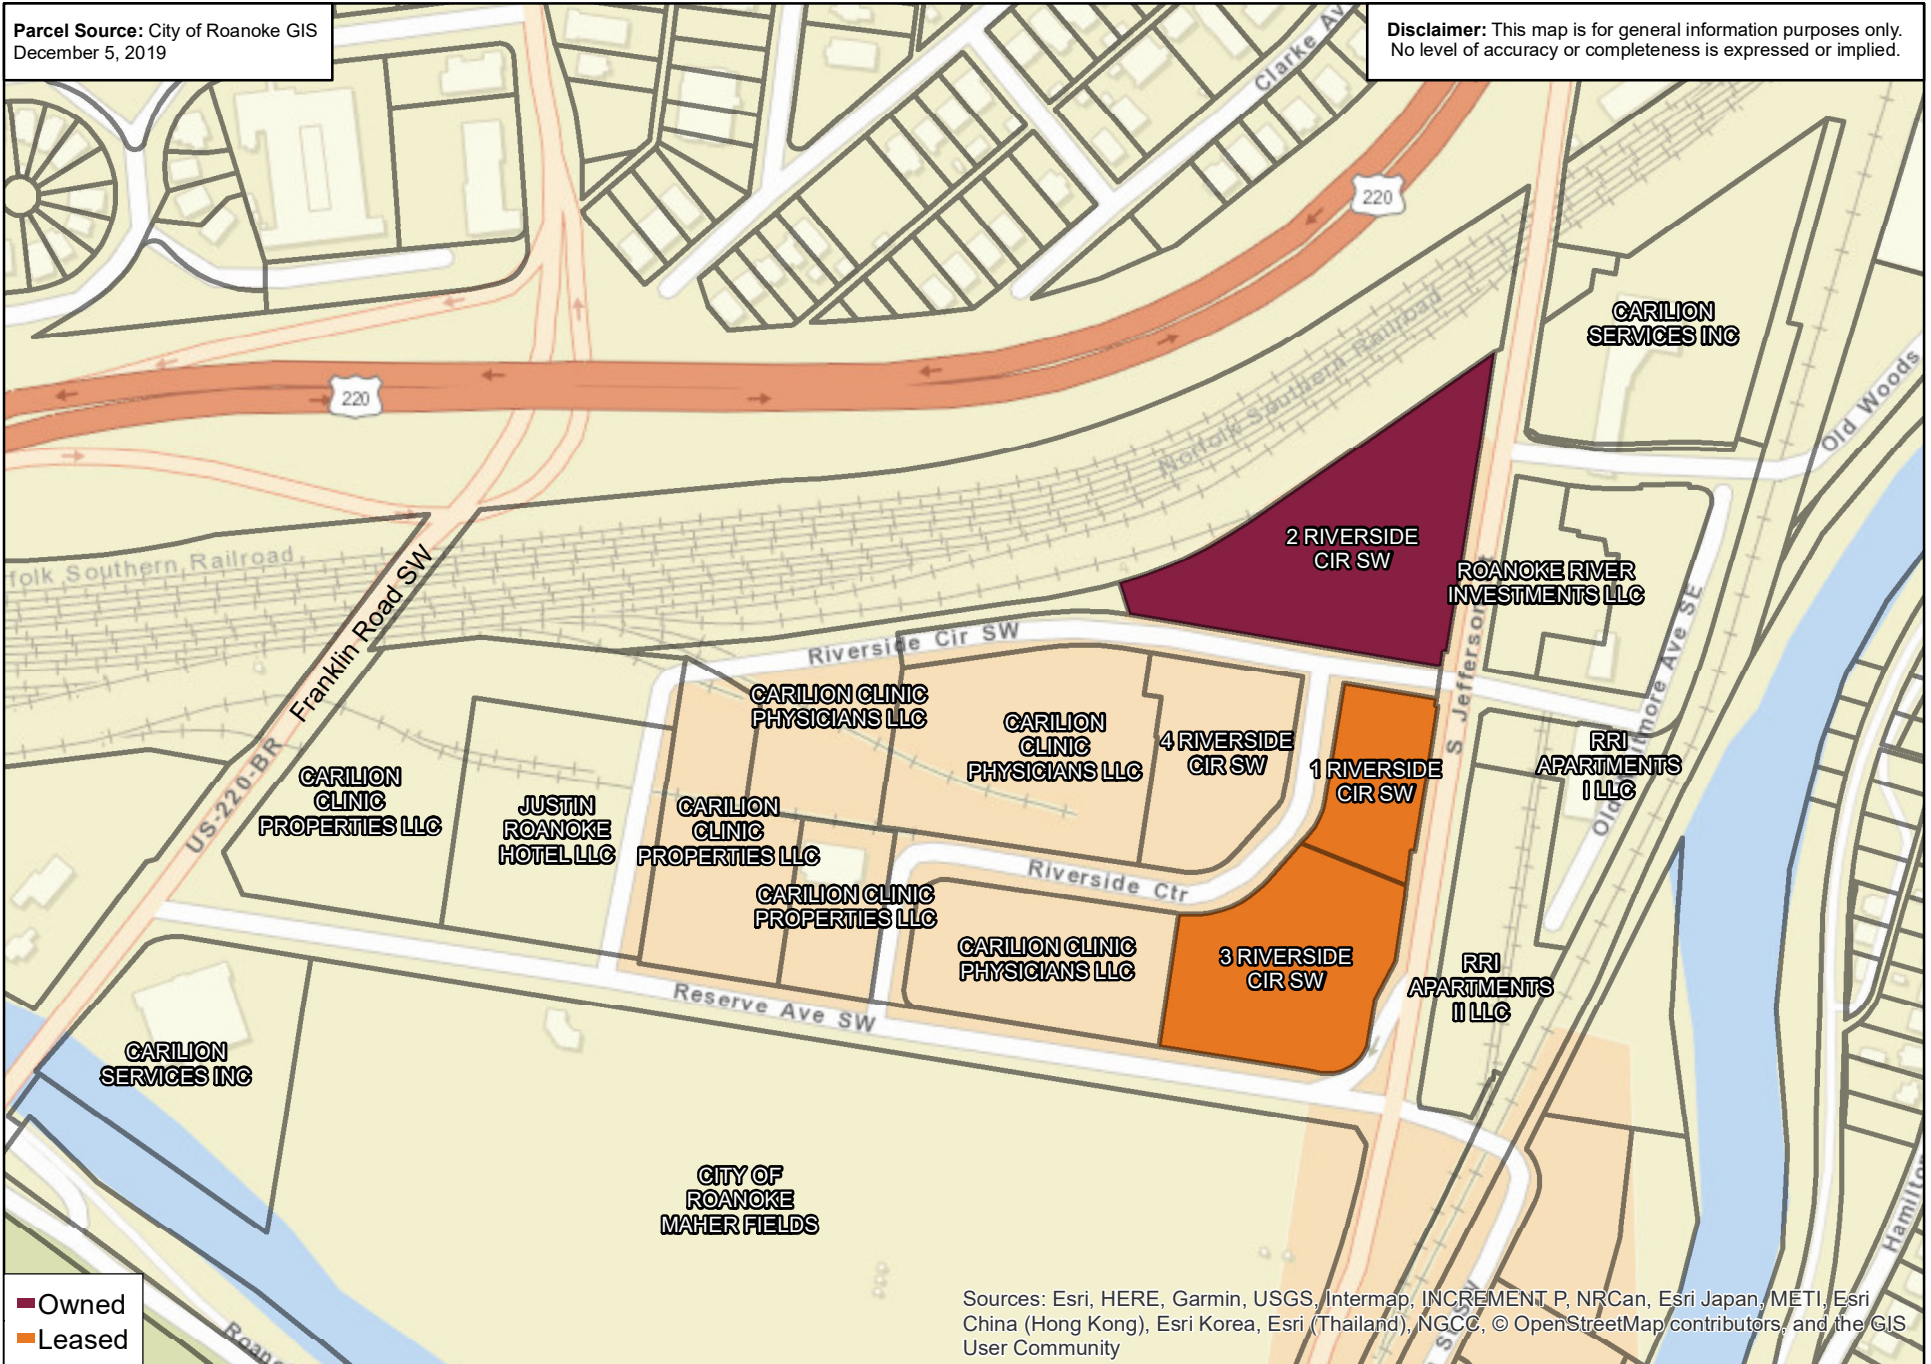 Parcel Source: City of Roanoke GIS
December 5, 2019
Disclaimer: This map is for general information purposes only.
No level of accuracy or completeness is expressed or implied.
Clarke Av
220
220
CARILION
SERVICES INC
Old Woods
Norfolk Southern Railroad
folk Southern Railroad
Franklin Road SW
US-220-BR
2 RIVERSIDE
CIR SW
ROANOKE RIVER
INVESTMENTS LLC
S Jefferson
Riverside Cir SW
CARILION CLINIC
PHYSICIANS LLC
CARILION
CLINIC
PHYSICIANS LLC
4 RIVERSIDE
CIR SW
1 RIVERSIDE
CIR SW
RRI
APARTMENTS
I LLC
CARILION
CLINIC
PROPERTIES LLC
JUSTIN
ROANOKE
HOTEL LLC
CARILION
CLINIC
PROPERTIES LLC
CARILION CLINIC
PROPERTIES LLC
Riverside Ctr
CARILION CLINIC
PHYSICIANS LLC
3 RIVERSIDE
CIR SW
RRI
APARTMENTS
II LLC
Reserve Ave SW
CARILION
SERVICES INC
CITY OF
ROANOKE
MAHER FIELDS
Hamilto
Roan
Owned
Leased
Sources: Esri, HERE, Garmin, USGS, Intermap, INCREMENT P, NRCan, Esri Japan, METI, Esri
China (Hong Kong), Esri Korea, Esri (Thailand), NGCC, © OpenStreetMap contributors, and the GIS
User Community